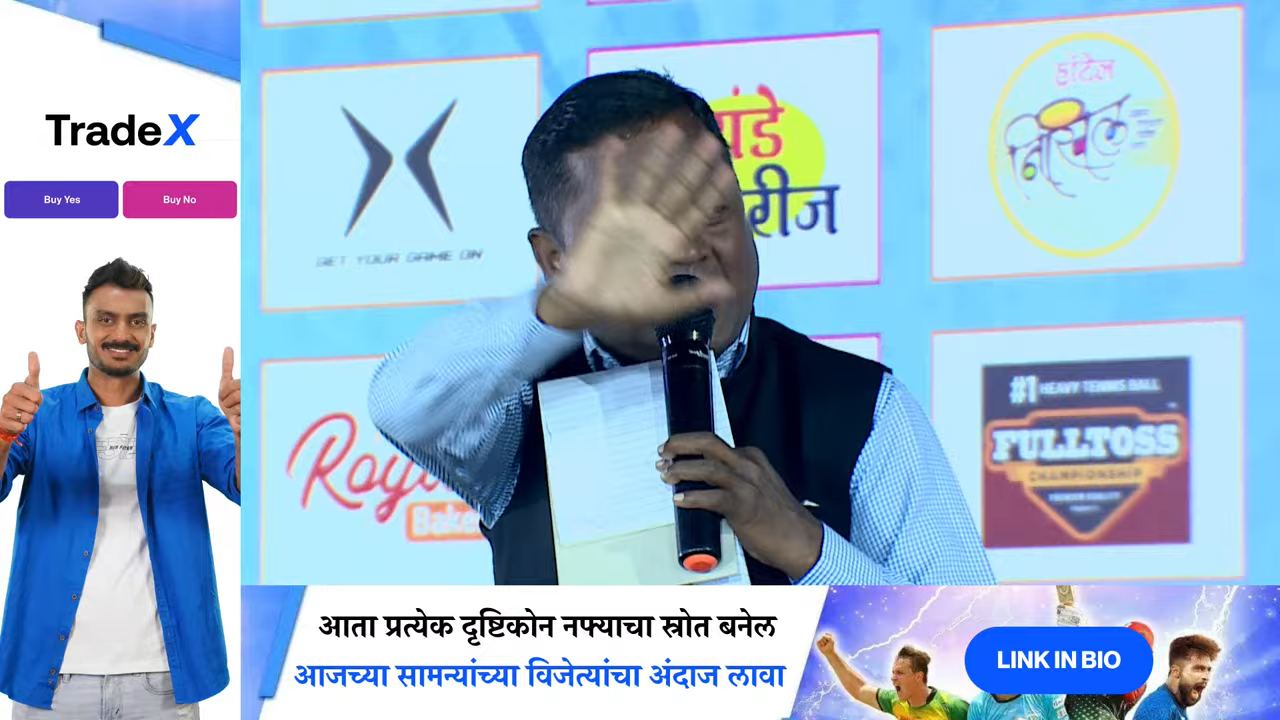 TradeX
Buy Yes
Buy No
GET YOUR GAME ON
रीज
हॉटेल
निसर्ग
#1 HEAVY TENNIS BALL
FULLTOSS
CHAMPIONSHIP
आता प्रत्येक दृष्टिकोन नफ्याचा स्रोत बनेल
आजच्या सामन्यांच्या विजेत्यांचा अंदाज लावा
LINK IN BIO